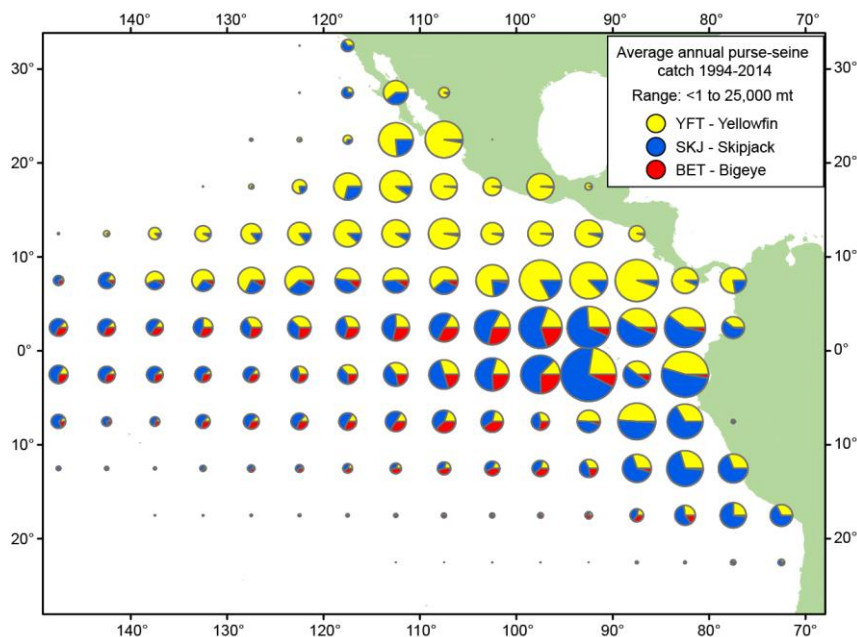 140° 130° 120° 110° 100° 90° 80° 70°
Average annual purse-seine
catch 1994-2014
Range: <1 to 25,000 mt
YFT - Yellowfin
SKJ - Skipjack
BET - Bigeye
30° 30°
20° 20°
10° 10°
0° 0°
10° 10°
20° 20°
140° 130° 120° 110° 100° 90° 80° 70°